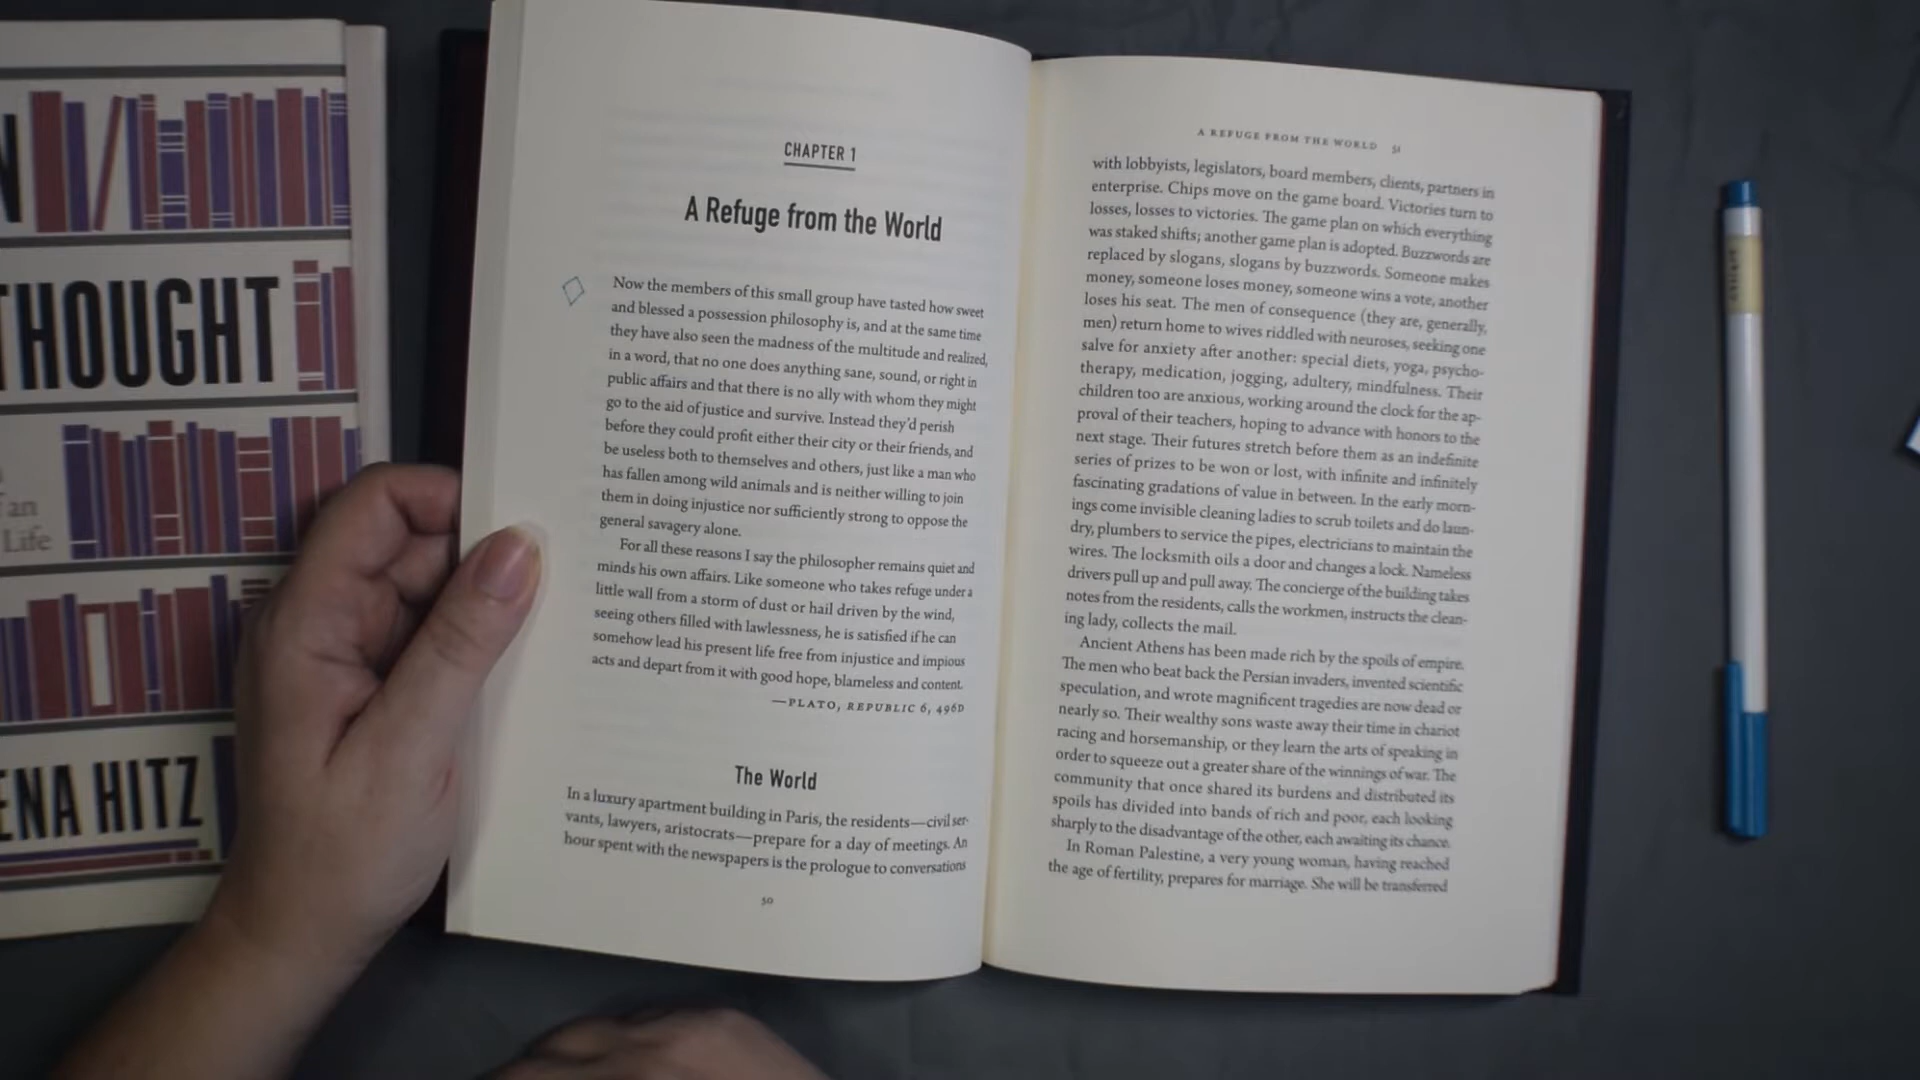 N
THOUGHT
an
Life
ENA HITZ
CHAPTER 1
A Refuge from the World
Now the members of this small group have tasted how sweet
and blessed a possession philosophy is, and at the same time
they have also seen the madness of the multitude and realized,
in a word, that no one does anything sane, sound, or right in
public affairs and that there is no ally with whom they might
go to the aid of justice and survive. Instead they'd perish
before they could profit either their city or their friends, and
be useless both to themselves and others, just like a man who
has fallen among wild animals and is neither willing to join
them in doing injustice nor sufficiently strong to oppose the
general savagery alone.
For all these reasons I say the philosopher remains quiet and
minds his own affairs. Like someone who takes refuge under a
little wall from a storm of dust or hail driven by the wind,
seeing others filled with lawlessness, he is satisfied if he can
somehow lead his present life free from injustice and impious
acts and depart from it with good hope, blameless and content.
—PLATO, REPUBLIC 6, 496D
The World
In a luxury apartment building in Paris, the residents—civil ser-
vants, lawyers, aristocrats—prepare for a day of meetings. An
hour spent with the newspapers is the prologue to conversations
50
A REFUGE FROM THE WORLD 51
with lobbyists, legislators, board members, clients, partners in
enterprise. Chips move on the game board. Victories turn to
losses, losses to victories. The game plan on which everything
was staked shifts; another game plan is adopted. Buzzwords are
replaced by slogans, slogans by buzzwords. Someone makes
money, someone loses money, someone wins a vote, another
loses his seat. The men of consequence (they are, generally,
men) return home to wives riddled with neuroses, seeking one
salve for anxiety after another: special diets, yoga, psycho-
therapy, medication, jogging, adultery, mindfulness. Their
children too are anxious, working around the clock for the ap-
proval of their teachers, hoping to advance with honors to the
next stage. Their futures stretch before them as an indefinite
series of prizes to be won or lost, with infinite and infinitely
fascinating gradations of value in between. In the early morn-
ings come invisible cleaning ladies to scrub toilets and do laun-
dry, plumbers to service the pipes, electricians to maintain the
wires. The locksmith oils a door and changes a lock. Nameless
drivers pull up and pull away. The concierge of the building takes
notes from the residents, calls the workmen, instructs the clean-
ing lady, collects the mail.
Ancient Athens has been made rich by the spoils of empire.
The men who beat back the Persian invaders, invented scientific
speculation, and wrote magnificent tragedies are now dead or
nearly so. Their wealthy sons waste away their time in chariot
racing and horsemanship, or they learn the arts of speaking in
order to squeeze out a greater share of the winnings of war. The
community that once shared its burdens and distributed its
spoils has divided into bands of rich and poor, each looking
sharply to the disadvantage of the other, each awaiting its chance.
In Roman Palestine, a very young woman, having reached
the age of fertility, prepares for marriage. She will be transferred